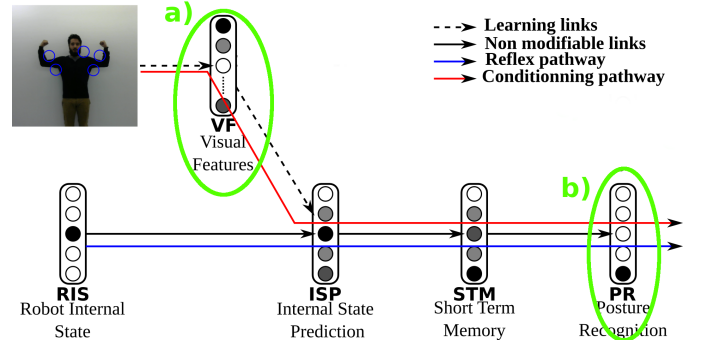 a)
Learning links
Non modifiable links
Reflex pathway
Conditionning pathway
VF
Visual
Features
b)
RIS
Robot Internal
State
ISP
Internal State
Prediction
STM
Short Term
Memory
PR
Posture
Recognition